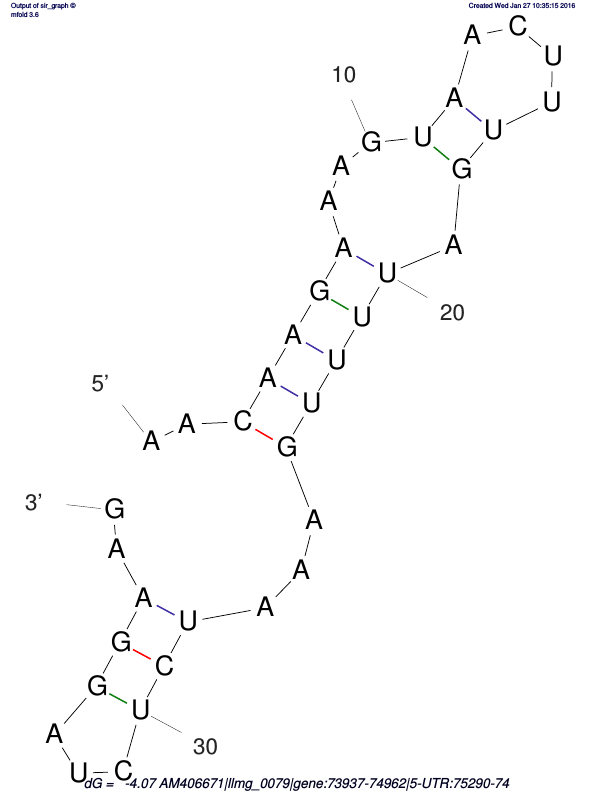 Output of sir_graph ©
mfold 3.6
Created Wed Jan 27 10:35:15 2016
C
A
U
10
A U
G U U
A G
A
A A
U
G
U 20
A
U
A
5’
U
A A C
G
3’ G
A
A
A
A A
U
G
C
G
U
A
30
U C
dG = -4.07 AM406671|llmg_0079|gene:73937-74962|5-UTR:75290-74